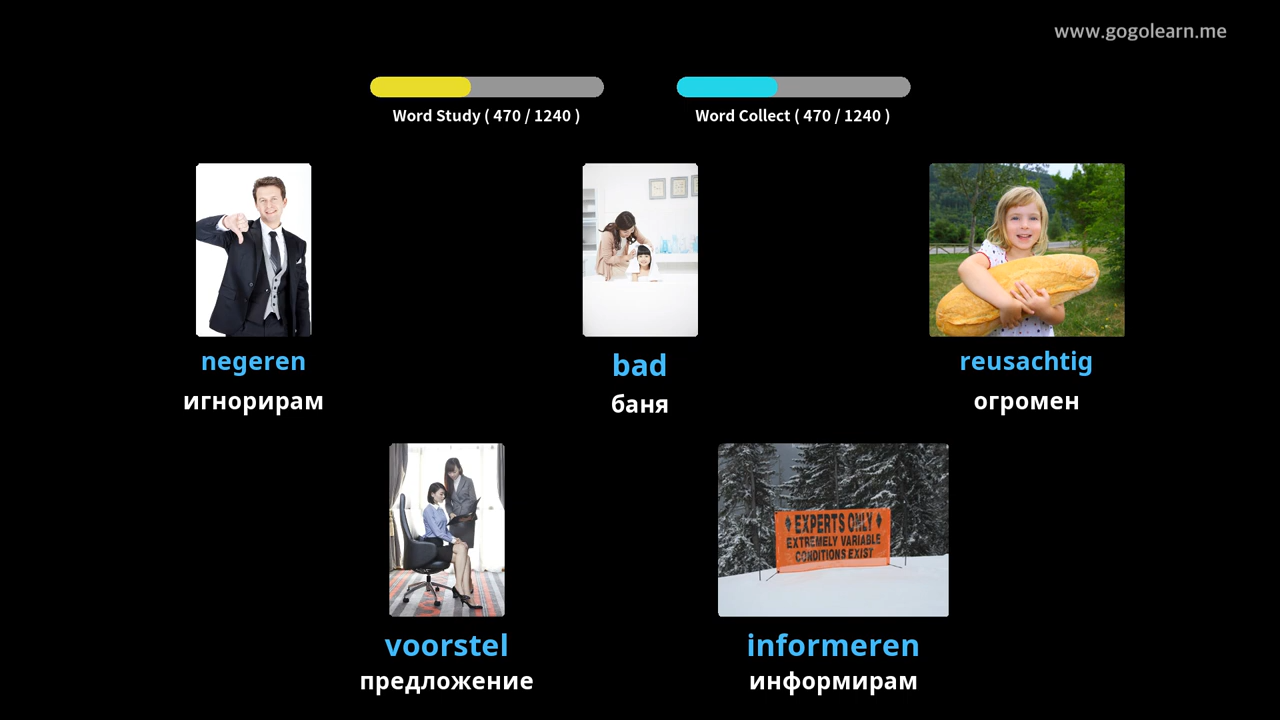 www.gogolearn.me
Word Study ( 470 / 1240 )
Word Collect ( 470 / 1240 )
negeren
игнорирам
bad
баня
reusachtig
огромен
EXPERTS ONLY
EXTREMELY VARIABLE
CONDITIONS EXIST
voorstel
предложение
informeren
информирам